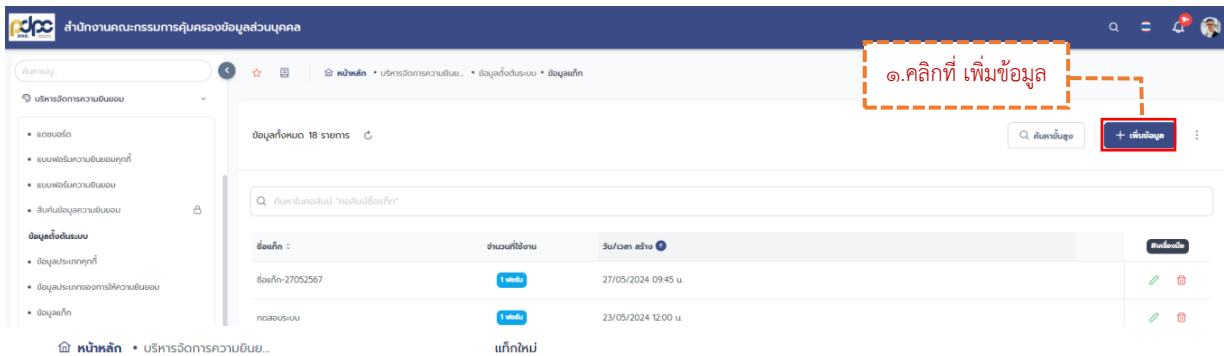 pdpc สำนักงานคณะกรรมการคุ้มครองข้อมูลส่วนบุคคล
9+
ค้นหาเมนู...
หน้าหลัก • บริหารจัดการความยินย... • ข้อมูลตั้งต้นระบบ • ข้อมูลแท็ก
๑.คลิกที่ เพิ่มข้อมูล
บริหารจัดการความยินยอม
• แดชบอร์ด
ข้อมูลทั้งหมด 18 รายการ
ค้นหาขั้นสูง
+ เพิ่มข้อมูล
• แบบฟอร์มความยินยอมคุกกี้
• แบบฟอร์มความยินยอม
• สืบค้นข้อมูลความยินยอม
ค้นหาในคอลัมน์ "คอลัมน์ชื่อแท็ก"
ข้อมูลตั้งต้นระบบ
ชื่อแท็ก จำนวนที่ใช้งาน วัน/เวลา สร้าง แถบเครื่องมือ
• ข้อมูลประเภทคุกกี้
ชื่อแท็ก-27052567 1 ฟอร์ม 27/05/2024 09:45 น.
• ข้อมูลประเภทของการให้ความยินยอม
• ข้อมูลแท็ก
ทดสอบระบบ 1 ฟอร์ม 23/05/2024 12:00 น.
หน้าหลัก • บริหารจัดการความยินย... แท็กใหม่